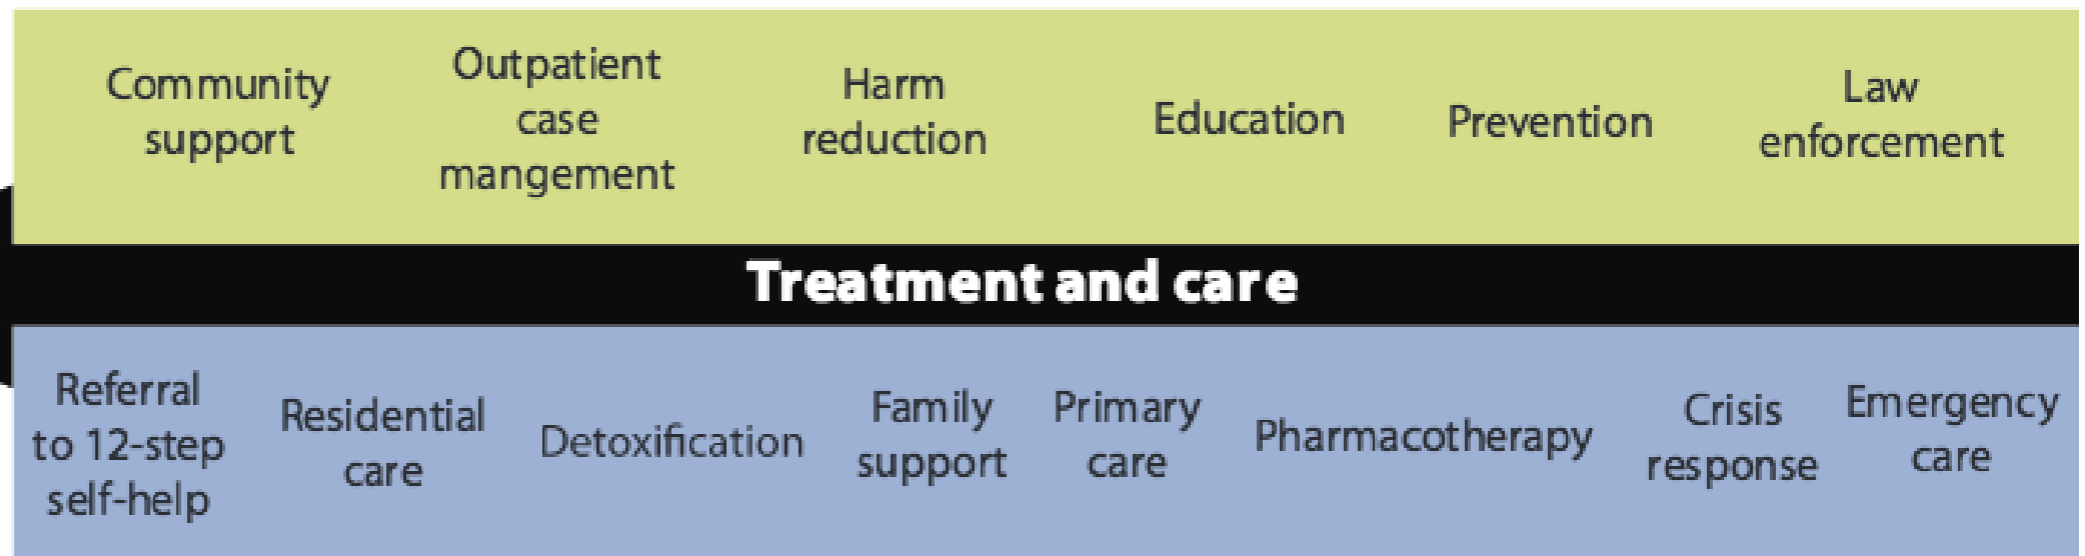 Community
support
Outpatient
case
mangement
Harm
reduction
Education
Prevention
Law
enforcement
Treatment and care
Referral
to 12-step
self-help
Residential
care
Detoxification
Family
support
Primary
care
Pharmacotherapy
Crisis
response
Emergency
care